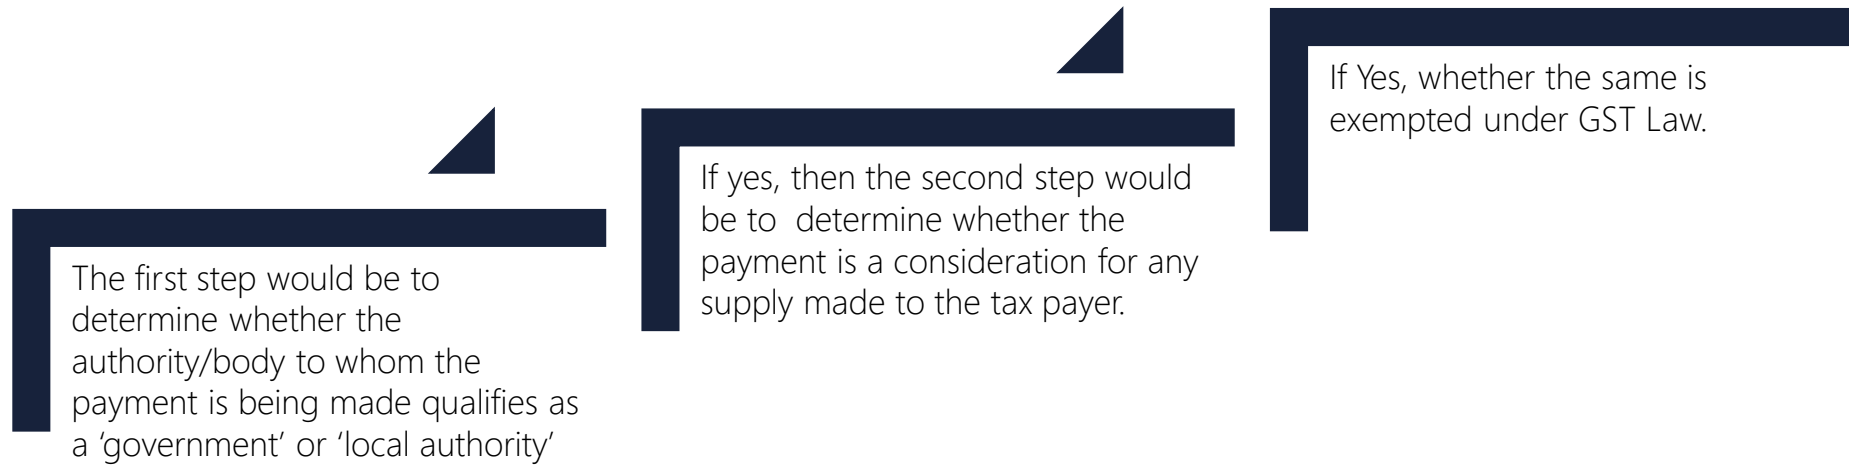 The first step would be to
determine whether the
authority/body to whom the
payment is being made qualifies as
a ‘government’ or ‘local authority’
If yes, then the second step would
be to  determine whether the
payment is a consideration for any
supply made to the tax payer.
If Yes, whether the same is
exempted under GST Law.